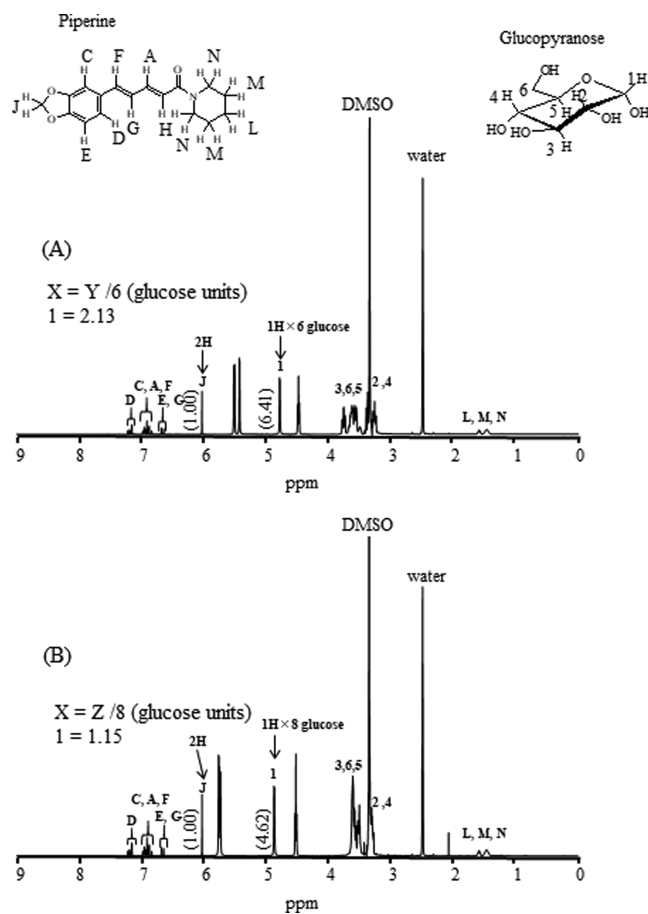 Piperine
C F A N
H H H O H H
O N H M
H H
J H H L
O H H H H
H H D G H H H M
E N
Glucopyranose
OH
6 H 1H
4 H O
HO 5 H 2
HO H OH OH
3 H
DMSO
water
(A)
X = Y /6 (glucose units)
1 = 2.13
1H × 6 glucose
2H
1
J
C, A, F
D E, G
(1.00)
(6.41)
3,6,5
2,4
L, M, N
9 8 7 6 5 4 3 2 1 0
ppm
DMSO
water
(B)
X = Z /8 (glucose units)
1 = 1.15
1H × 8 glucose
2H
1
J
C, A, F
D E, G
(1.00)
(4.62)
3,6,5
2,4
L, M, N
9 8 7 6 5 4 3 2 1 0
ppm